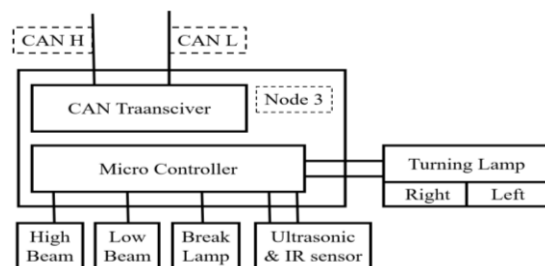 CAN H
CAN L
CAN Traansciver
Node 3
Micro Controller
Turning Lamp
Right
Left
High
Beam
Low
Beam
Break
Lamp
Ultrasonic
& IR sensor